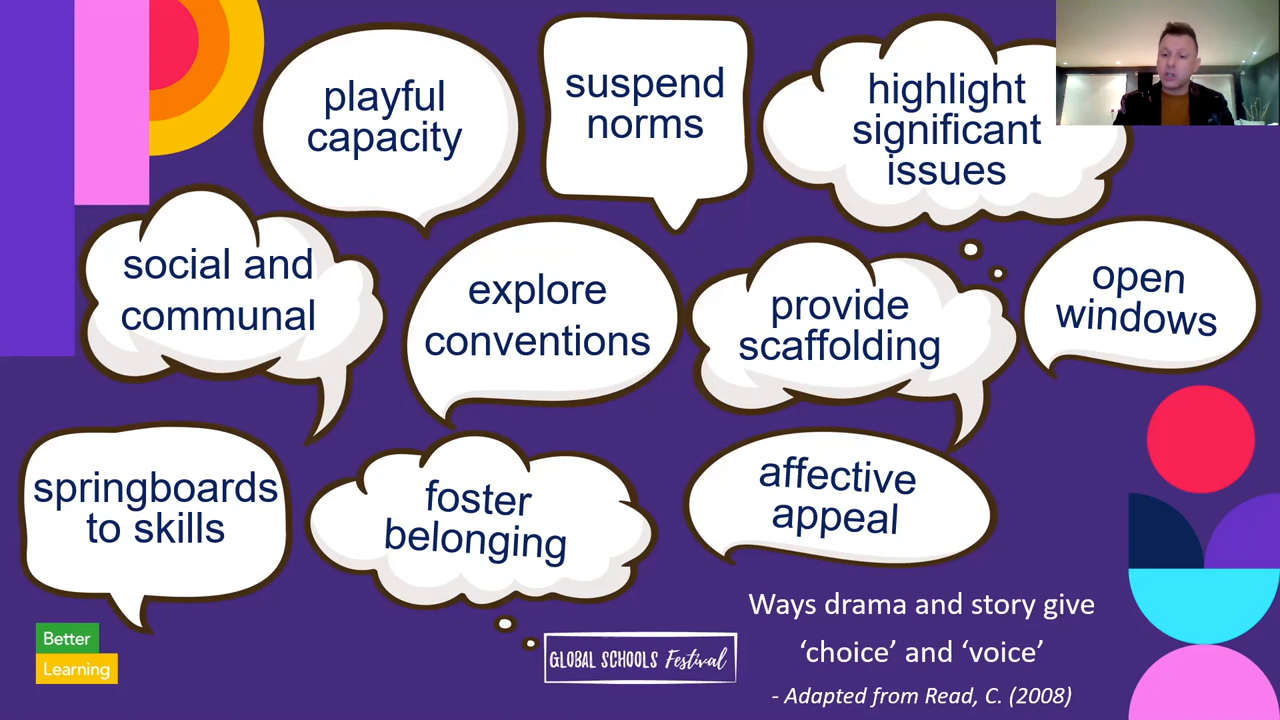 playful
capacity
suspend
norms
highlight
significant
issues
social and
communal
explore
conventions
provide
scaffolding
open
windows
springboards
to skills
foster
belonging
affective
appeal
Ways drama and story give
‘choice’ and ‘voice’
- Adapted from Read, C. (2008)
Better
Learning
GLOBAL SCHOOLS Festival